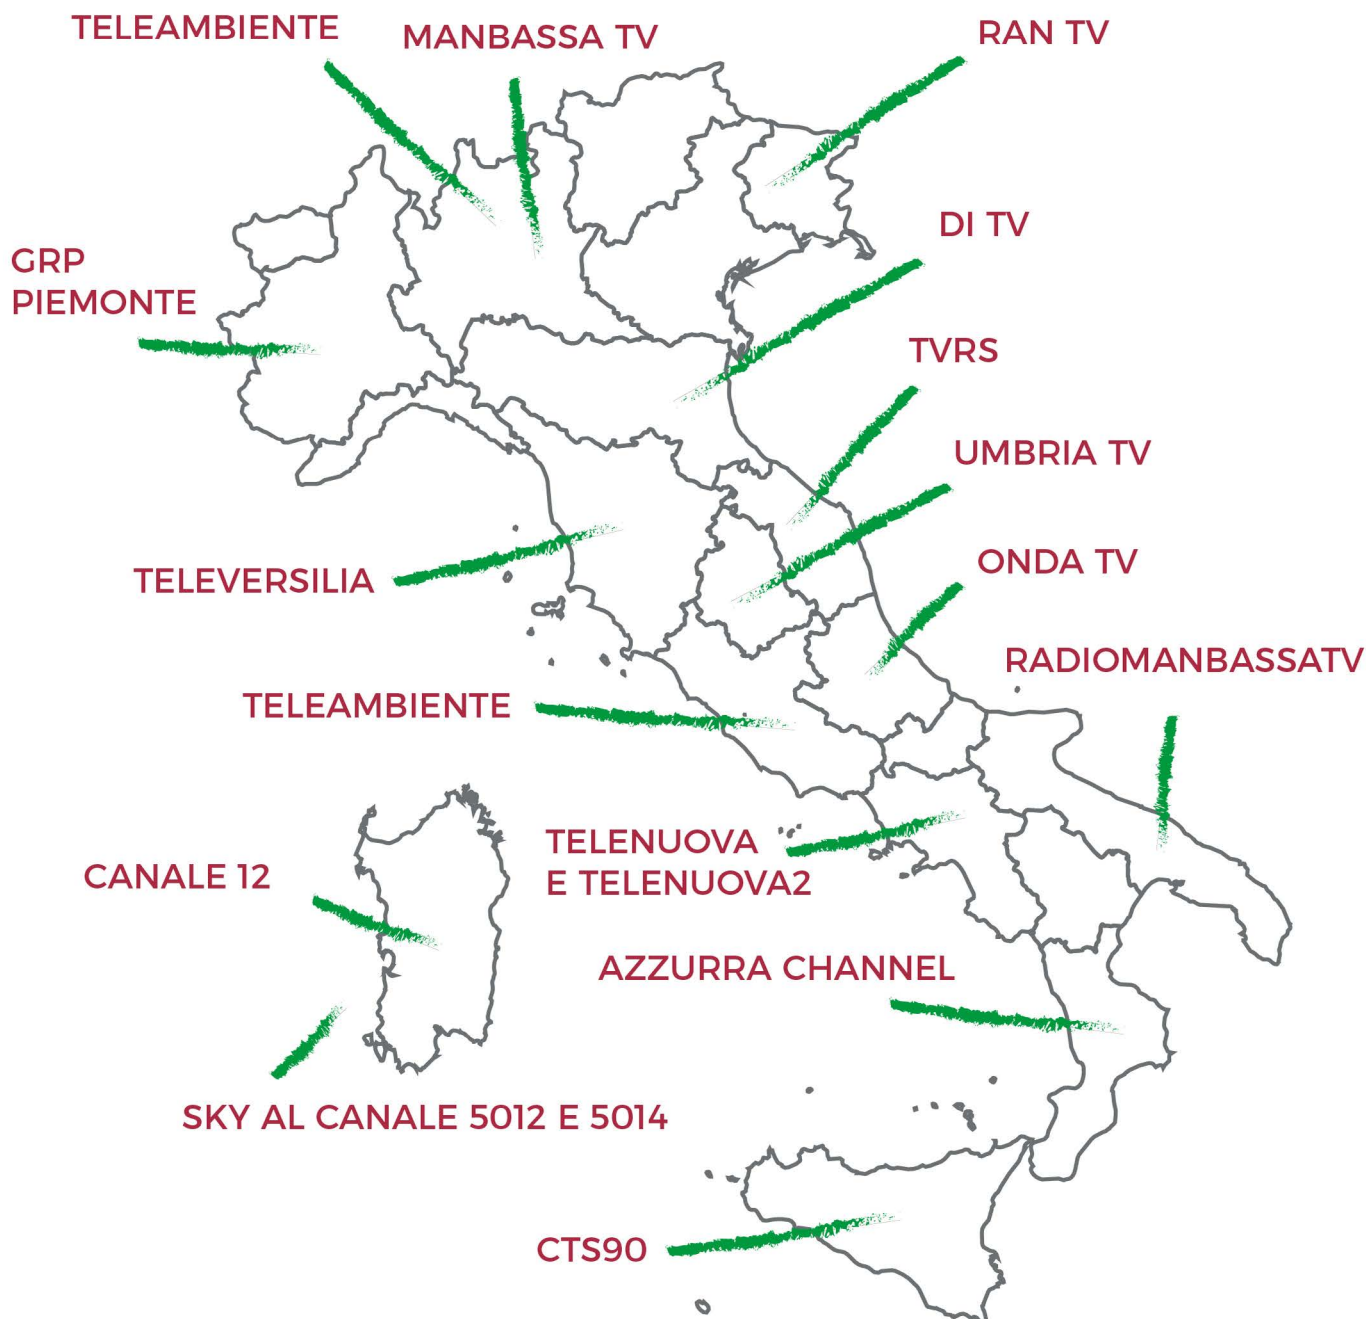 TELEAMBIENTE
MANBASSA TV
RAN TV
DI TV
GRP
PIEMONTE
TVRS
UMBRIA TV
ONDA TV
TELEVERSILIA
RADIOMANBASSATV
TELEAMBIENTE
TELENUOVA
E TELENUOVA2
CANALE 12
AZZURRA CHANNEL
SKY AL CANALE 5012 E 5014
CTS90